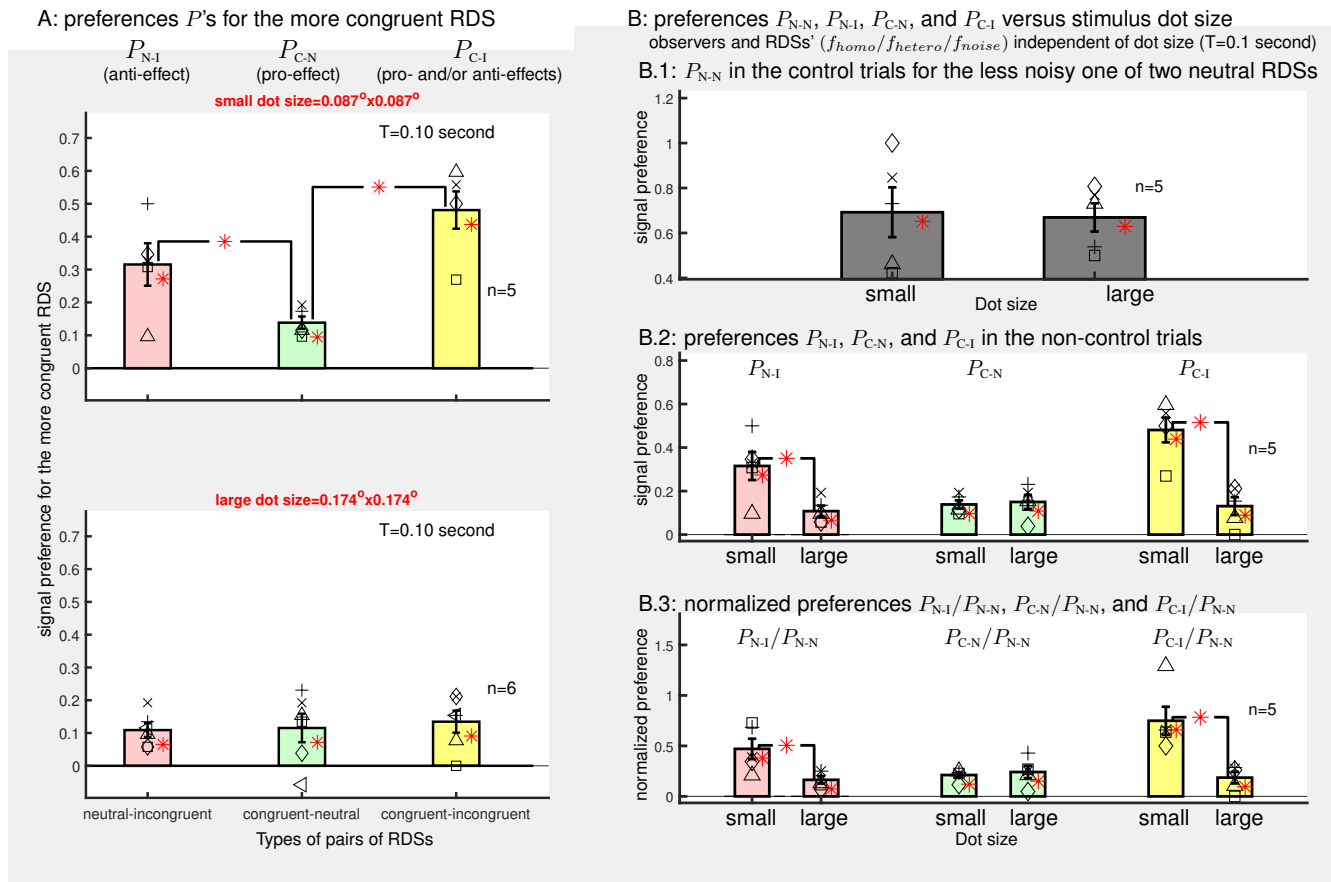 A: preferences P's for the more congruent RDS
P_N-I P_C-N P_C-I
(anti-effect) (pro-effect) (pro- and/or anti-effects)
small dot size=0.087°x0.087°
T=0.10 second
0.7
0.6
0.5
0.4
0.3
0.2
0.1
0
n=5
signal preference for the more congruent RDS
large dot size=0.174°x0.174°
T=0.10 second
0.7
0.6
0.5
0.4
0.3
0.2
0.1
0
n=6
neutral-incongruent congruent-neutral congruent-incongruent
Types of pairs of RDSs
B: preferences P_N-N, P_N-I, P_C-N, and P_C-I versus stimulus dot size
observers and RDSs' (f_homo/f_hetero/f_noise) independent of dot size (T=0.1 second)
B.1: P_N-N in the control trials for the less noisy one of two neutral RDSs
1.2
1
0.8
0.6
0.4
signal preference
n=5
small large
Dot size
B.2: preferences P_N-I, P_C-N, and P_C-I in the non-control trials
0.8
0.6
0.4
0.2
0
signal preference
P_N-I P_C-N P_C-I
n=5
small large small large small large
B.3: normalized preferences P_N-I/P_N-N, P_C-N/P_N-N, and P_C-I/P_N-N
1.5
1
0.5
0
normalized preference
P_N-I/P_N-N P_C-N/P_N-N P_C-I/P_N-N
n=5
small large small large small large
Dot size